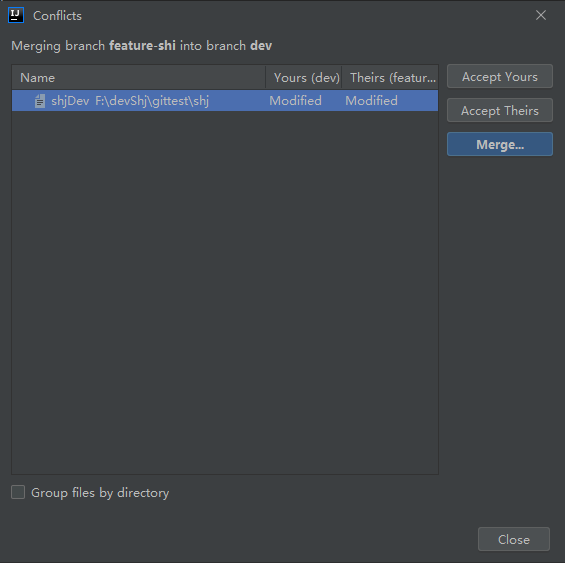 IJ Conflicts
Merging branch feature-shi into branch dev
Name Yours (dev) Theirs (featur...
shjDev F:\devShj\gittest\shj Modified Modified
Accept Yours
Accept Theirs
Merge...
Group files by directory
Close